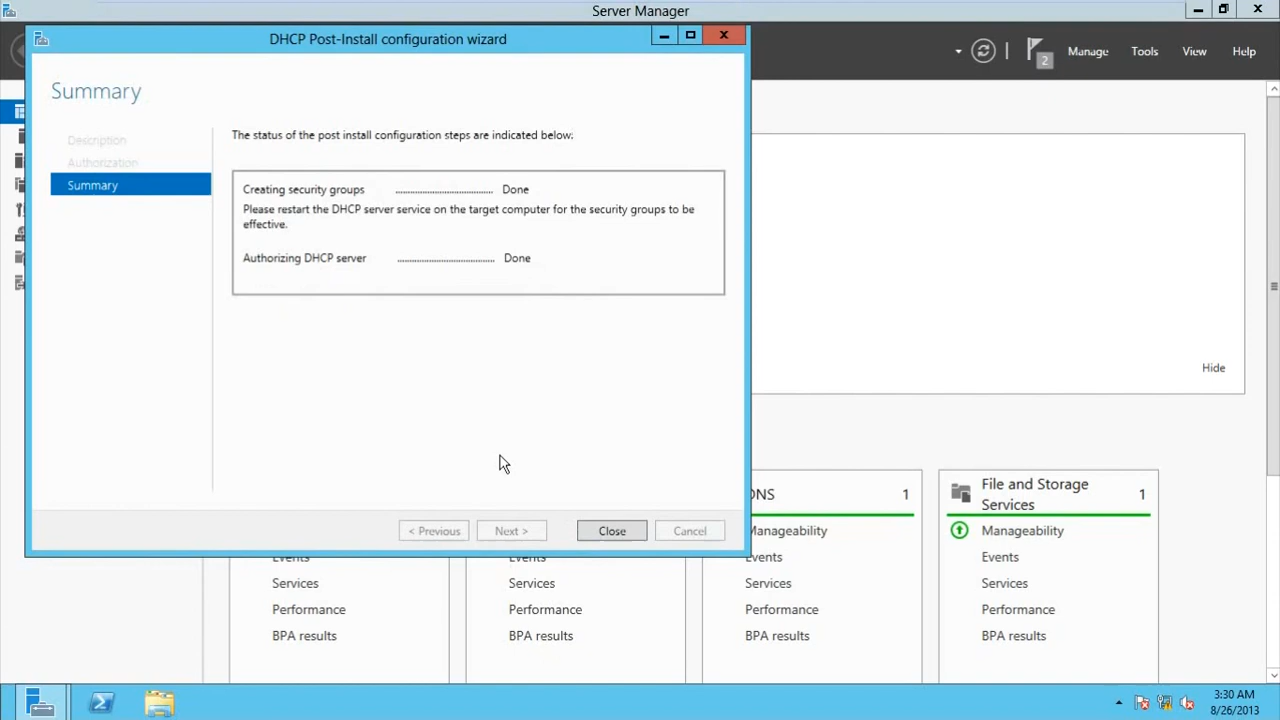 Server Manager
DHCP Post-Install configuration wizard
2
Manage
Tools
View
Help
Summary
Description
Authorization
Summary
The status of the post install configuration steps are indicated below:
Creating security groups ........................................ Done
Please restart the DHCP server service on the target computer for the security groups to be
effective.
Authorizing DHCP server ........................................ Done
Hide
< Previous
Next >
Close
Cancel
1
File and Storage
Services
1
Manageability
Manageability
Events
Events
Events
Events
Services
Services
Services
Services
Performance
Performance
Performance
Performance
BPA results
BPA results
BPA results
BPA results
3:30 AM
8/26/2013